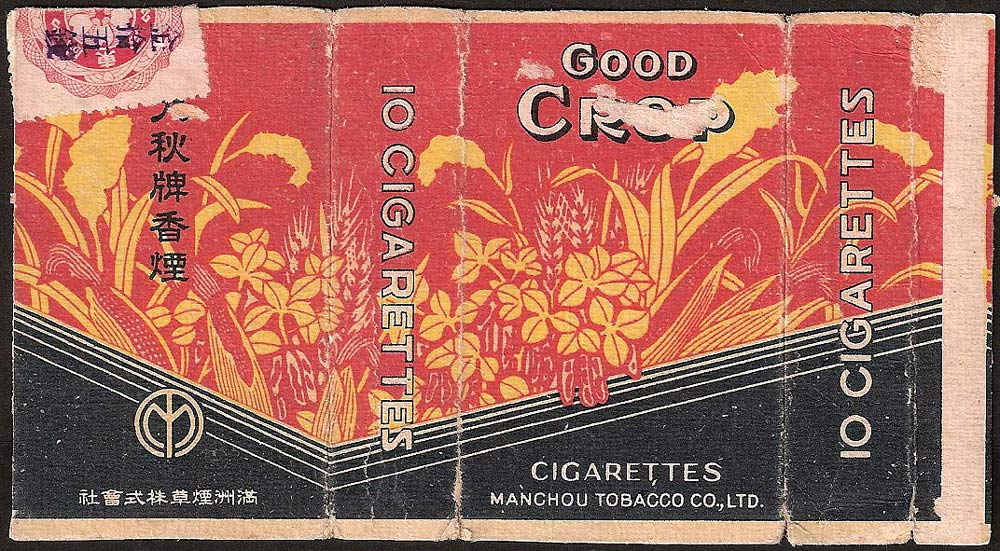 秋牌香煙
滿洲煙草株式會社
10 CIGARETTES
GOOD
CROP
CIGARETTES
MANCHOU TOBACCO CO., LTD.
10 CIGARETTES